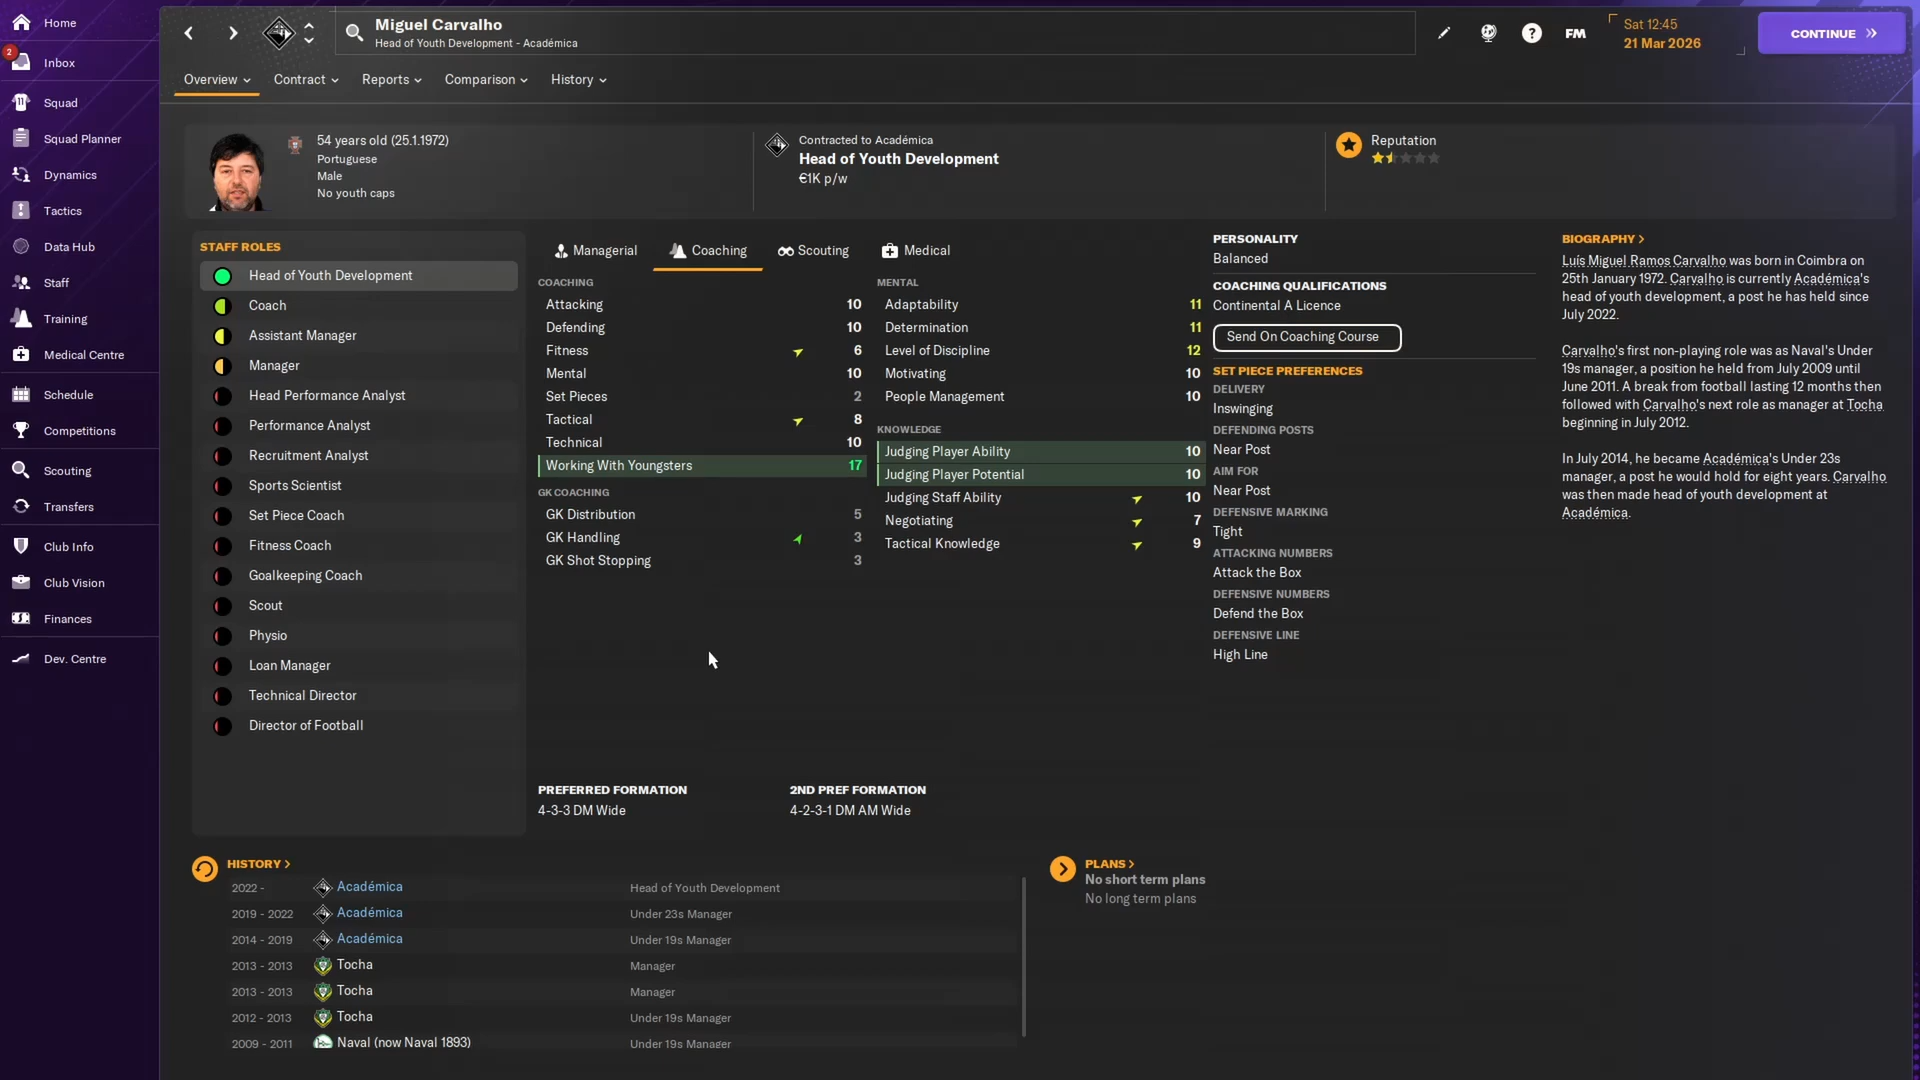 Home
2
Inbox
Squad
Squad Planner
Dynamics
Tactics
Data Hub
Staff
Training
Medical Centre
Schedule
Competitions
Scouting
Transfers
Club Info
Club Vision
Finances
Dev. Centre
Miguel Carvalho
Head of Youth Development - Académica
FM
Sat 12:45
21 Mar 2026
CONTINUE
Overview
Contract
Reports
Comparison
History
54 years old (25.1.1972)
Portuguese
Male
No youth caps
Contracted to Académica
Head of Youth Development
€1K p/w
Reputation
STAFF ROLES
Head of Youth Development
Coach
Assistant Manager
Manager
Head Performance Analyst
Performance Analyst
Recruitment Analyst
Sports Scientist
Set Piece Coach
Fitness Coach
Goalkeeping Coach
Scout
Physio
Loan Manager
Technical Director
Director of Football
Managerial
Coaching
Scouting
Medical
COACHING
Attacking 10
Defending 10
Fitness 6
Mental 10
Set Pieces 2
Tactical 8
Technical 10
Working With Youngsters 17
GK COACHING
GK Distribution 5
GK Handling 3
GK Shot Stopping 3
MENTAL
Adaptability 11
Determination 11
Level of Discipline 12
Motivating 10
People Management 10
KNOWLEDGE
Judging Player Ability 10
Judging Player Potential 10
Judging Staff Ability 10
Negotiating 7
Tactical Knowledge 9
PREFERRED FORMATION
4-3-3 DM Wide
2ND PREF FORMATION
4-2-3-1 DM AM Wide
PERSONALITY
Balanced
COACHING QUALIFICATIONS
Continental A Licence
Send On Coaching Course
SET PIECE PREFERENCES
DELIVERY
Inswinging
DEFENDING POSTS
Near Post
AIM FOR
Near Post
DEFENSIVE MARKING
Tight
ATTACKING NUMBERS
Attack the Box
DEFENSIVE NUMBERS
Defend the Box
DEFENSIVE LINE
High Line
BIOGRAPHY >
Luís Miguel Ramos Carvalho was born in Coimbra on
25th January 1972. Carvalho is currently Académica's
head of youth development, a post he has held since
July 2022.
Carvalho's first non-playing role was as Naval's Under
19s manager, a position he held from July 2009 until
June 2011. A break from football lasting 12 months then
followed with Carvalho's next role as manager at Tocha
beginning in July 2012.
In July 2014, he became Académica's Under 23s
manager, a post he would hold for eight years. Carvalho
was then made head of youth development at
Académica.
HISTORY >
2022 - Académica Head of Youth Development
2019 - 2022 Académica Under 23s Manager
2014 - 2019 Académica Under 19s Manager
2013 - 2013 Tocha Manager
2013 - 2013 Tocha Manager
2012 - 2013 Tocha Under 19s Manager
2009 - 2011 Naval (now Naval 1893) Under 19s Manager
PLANS >
No short term plans
No long term plans